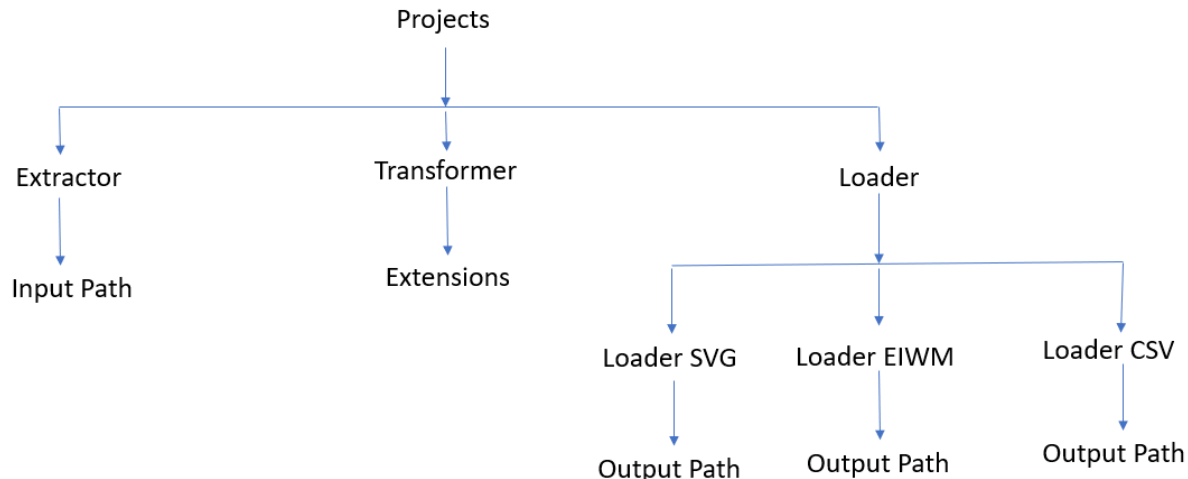 Projects
Extractor
Transformer
Loader
Input Path
Extensions
Loader SVG
Loader EIWM
Loader CSV
Output Path
Output Path
Output Path